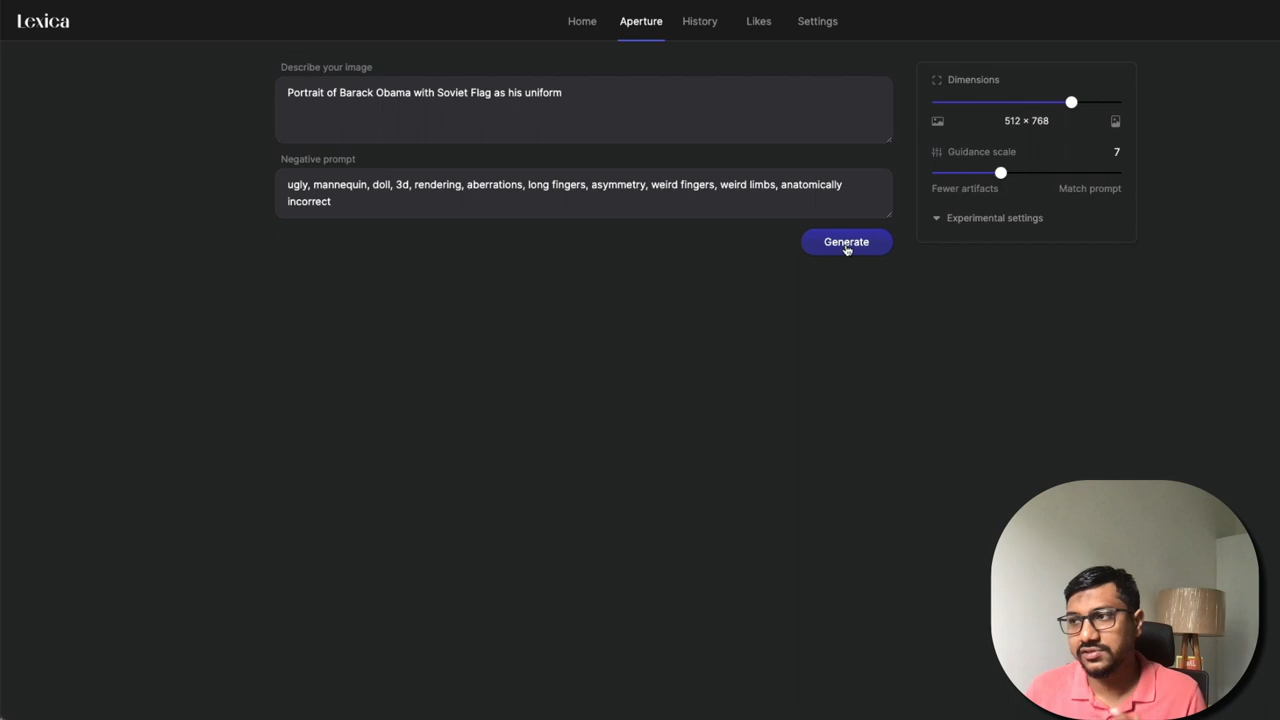 Lexica
Home Aperture History Likes Settings
Describe your image
Portrait of Barack Obama with Soviet Flag as his uniform
Negative prompt
ugly, mannequin, doll, 3d, rendering, aberrations, long fingers, asymmetry, weird fingers, weird limbs, anatomically
incorrect
Generate
Dimensions
512 × 768
Guidance scale 7
Fewer artifacts Match prompt
Experimental settings